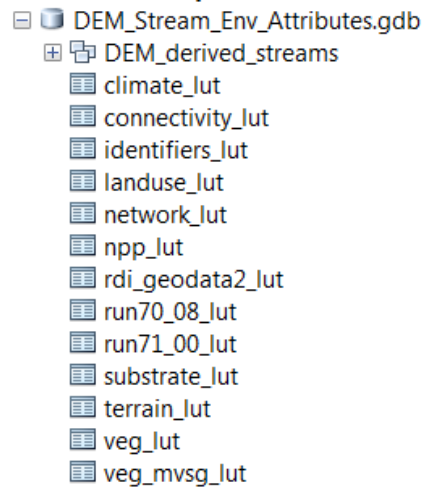 DEM_Stream_Env_Attributes.gdb
DEM_derived_streams
climate_lut
connectivity_lut
identifiers_lut
landuse_lut
network_lut
npp_lut
rdi_geodata2_lut
run70_08_lut
run71_00_lut
substrate_lut
terrain_lut
veg_lut
veg_mvsg_lut